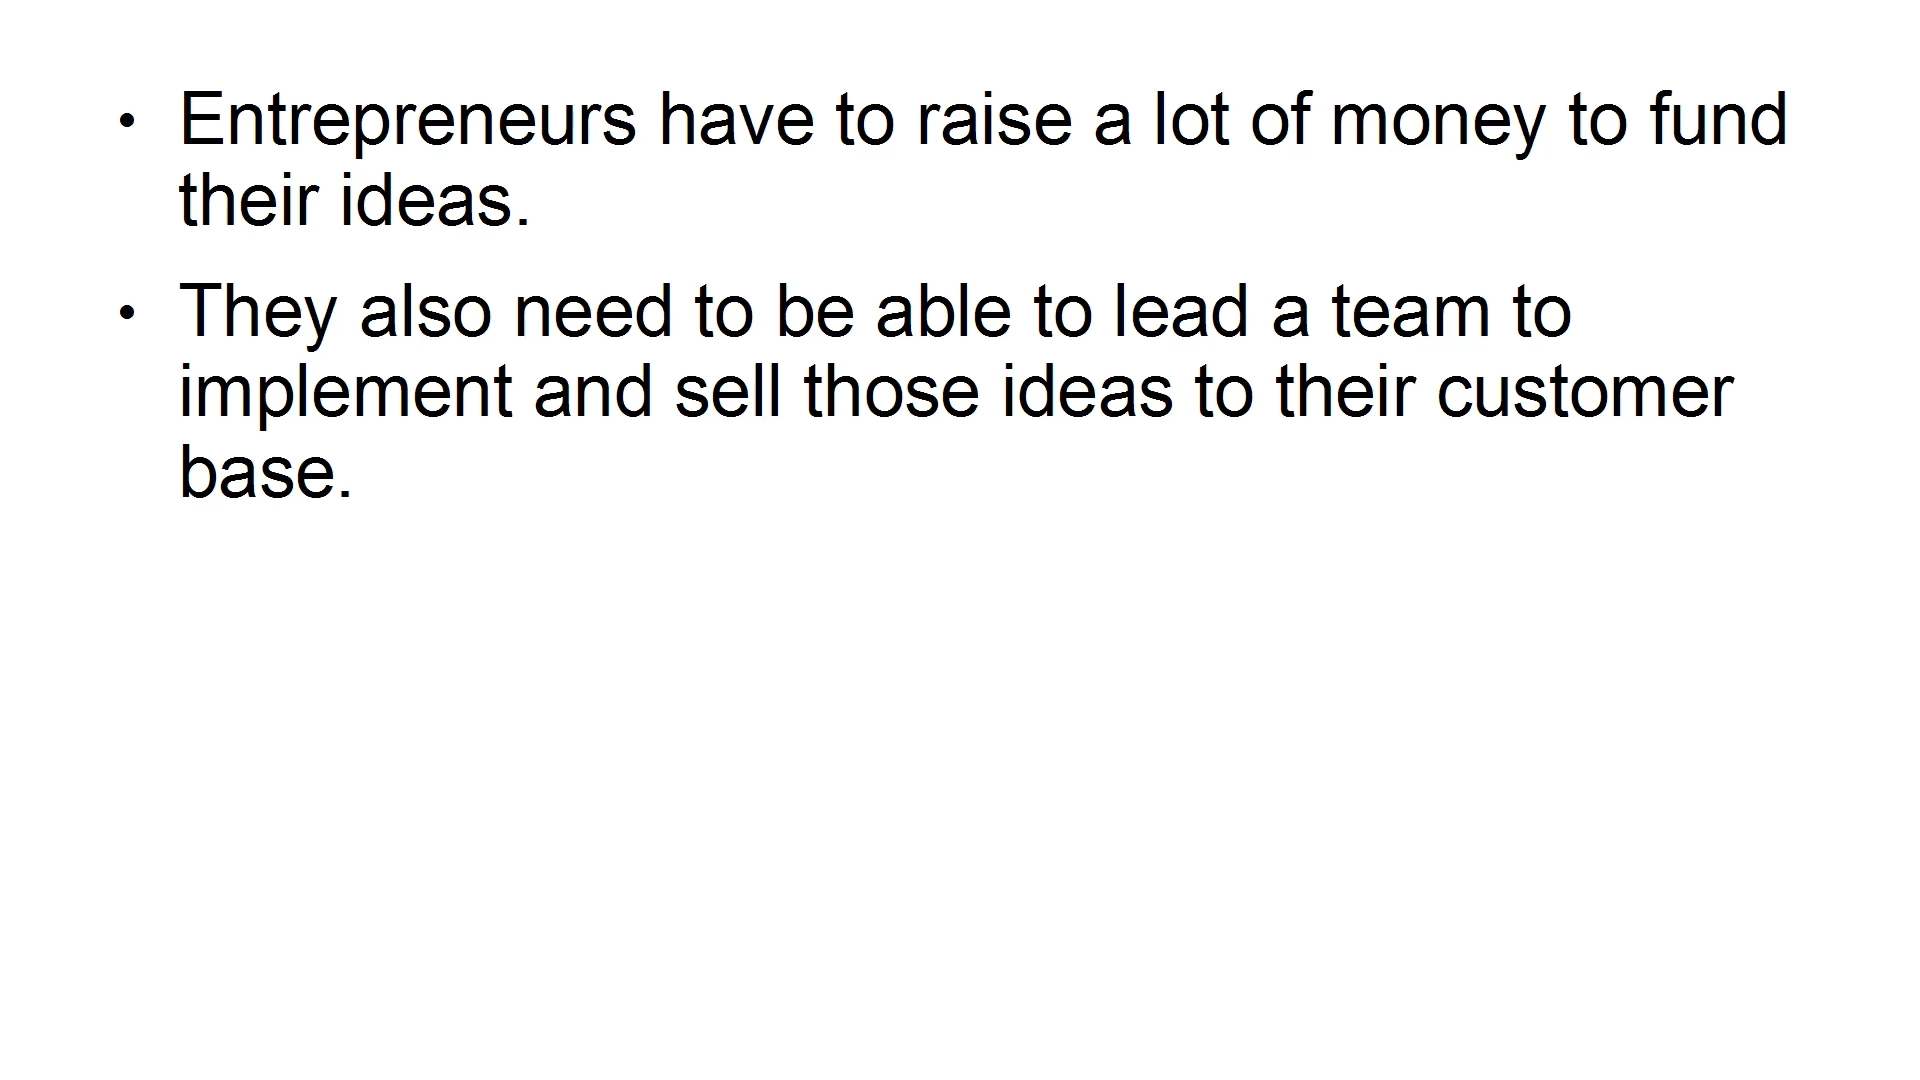 • Entrepreneurs have to raise a lot of money to fund
their ideas.
• They also need to be able to lead a team to
implement and sell those ideas to their customer
base.